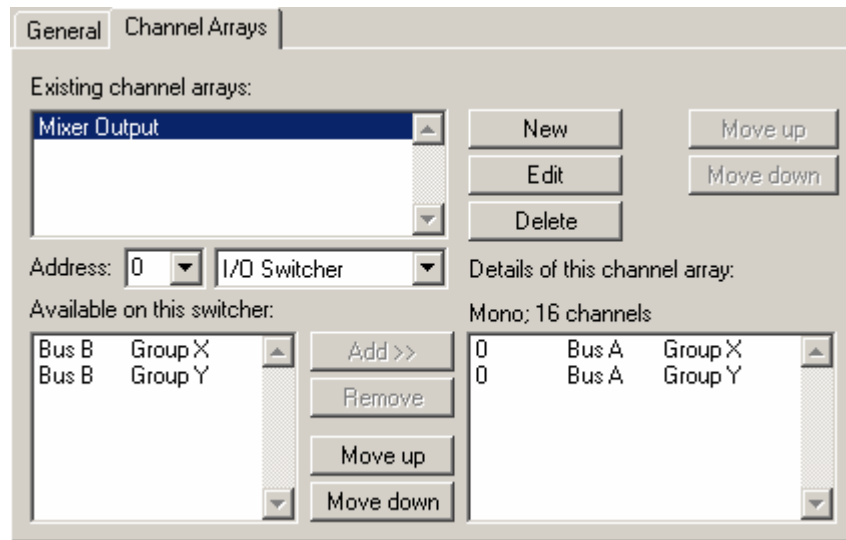 General Channel Arrays
Existing channel arrays:
Mixer Output
New
Edit
Delete
Move up
Move down
Address: 0 I/O Switcher
Details of this channel array:
Available on this switcher:
Mono; 16 channels
Bus B Group X
Bus B Group Y
Add >>
Remove
Move up
Move down
0 Bus A Group X
0 Bus A Group Y